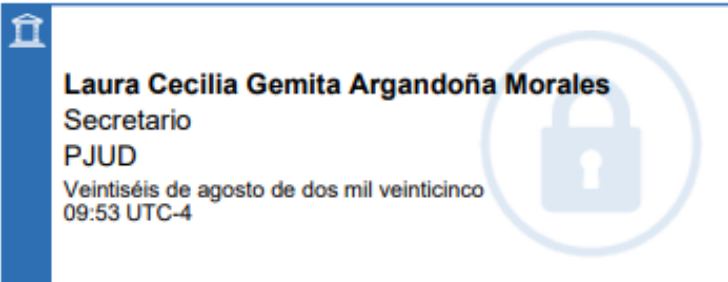 Laura Cecilia Gemita Argandoña Morales
Secretario
PJUD
Veintiséis de agosto de dos mil veinticinco
09:53 UTC-4